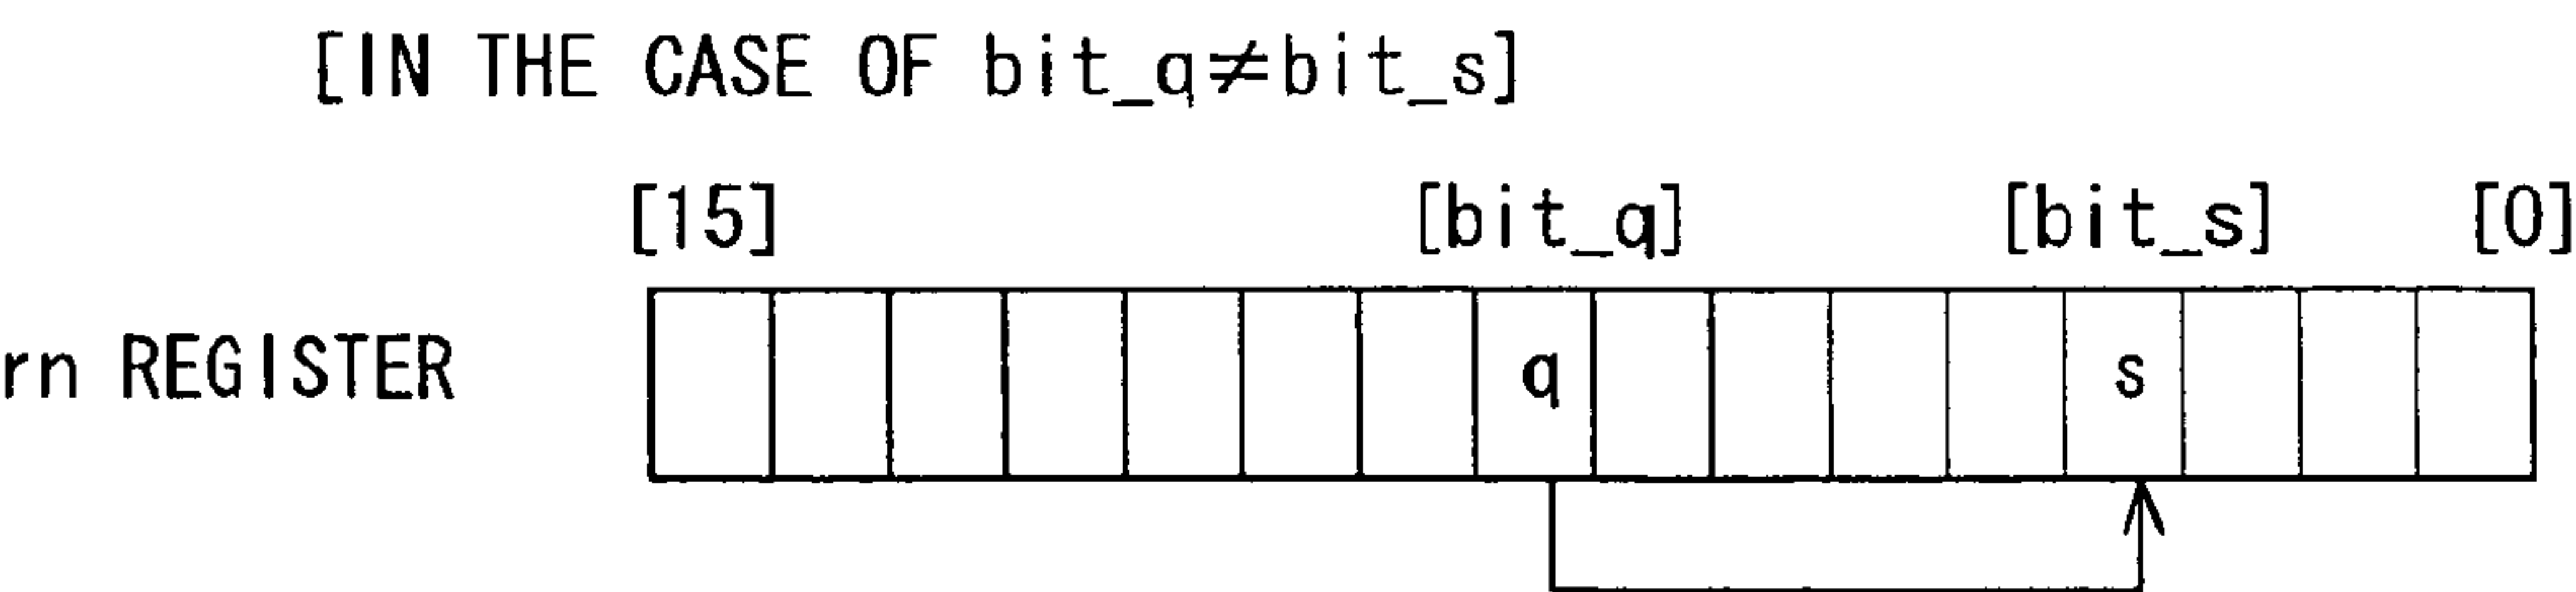 [IN THE CASE OF bit_q≠bit_s]
[15] [bit_q] [bit_s] [0]
rn REGISTER q s